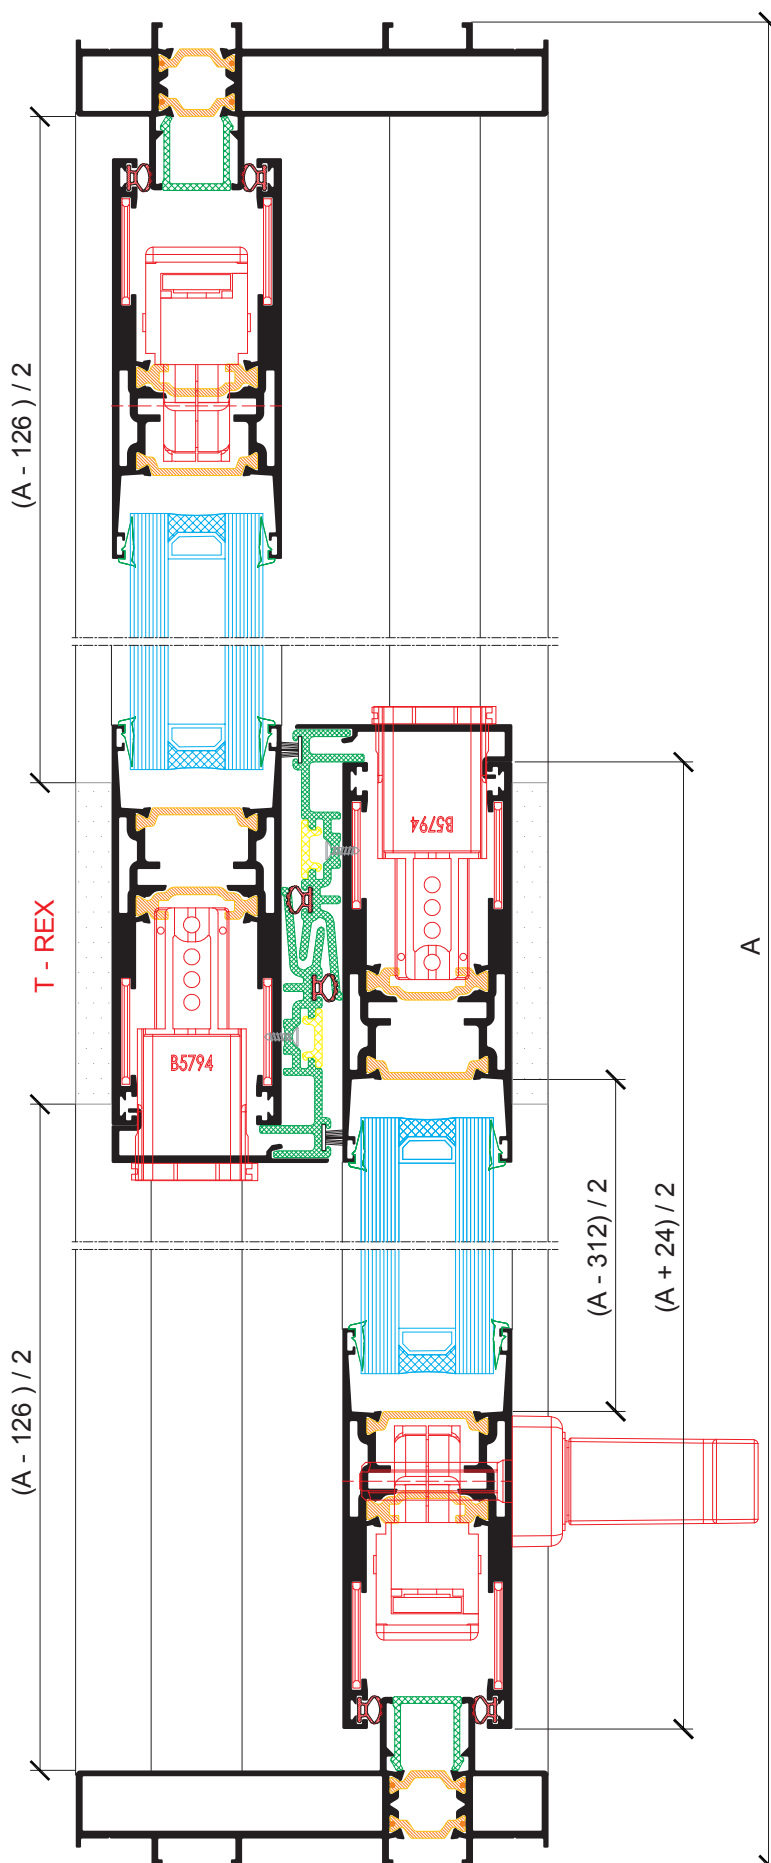 (A - 126 ) / 2
T - REX
B5794
B5794
A
(A - 312) / 2
(A + 24) / 2
(A - 126 ) / 2